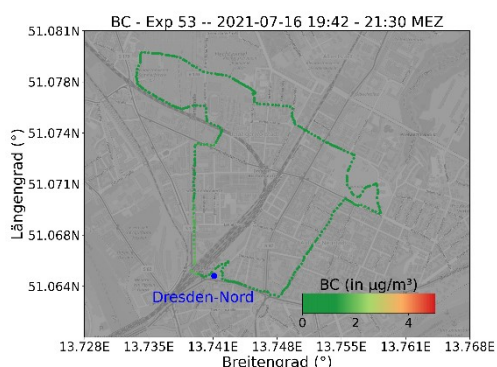 BC - Exp 53 -- 2021-07-16 19:42 - 21:30 MEZ
51.081N
51.078N
51.074N
51.071N
51.068N
51.064N
Längengrad (°)
Dresden-Nord
BC (in µg/m³)
0 2 4
13.728E 13.735E 13.741E 13.748E 13.755E 13.761E 13.768E
Breitengrad (°)